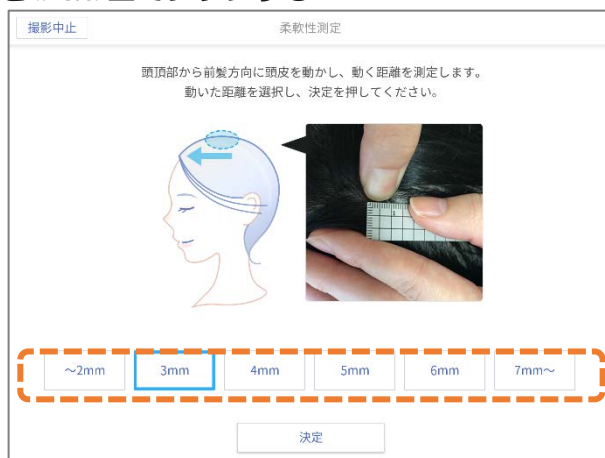 撮影中止
柔軟性測定
頭頂部から前髪方向に頭皮を動かし、動く距離を測定します。
動いた距離を選択し、決定を押してください。
1
～2mm
3mm
4mm
5mm
6mm
7mm～
決定